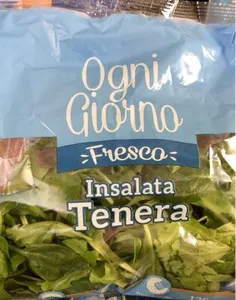 Ogni
Giorno
Fresco
Insalata
Tenera